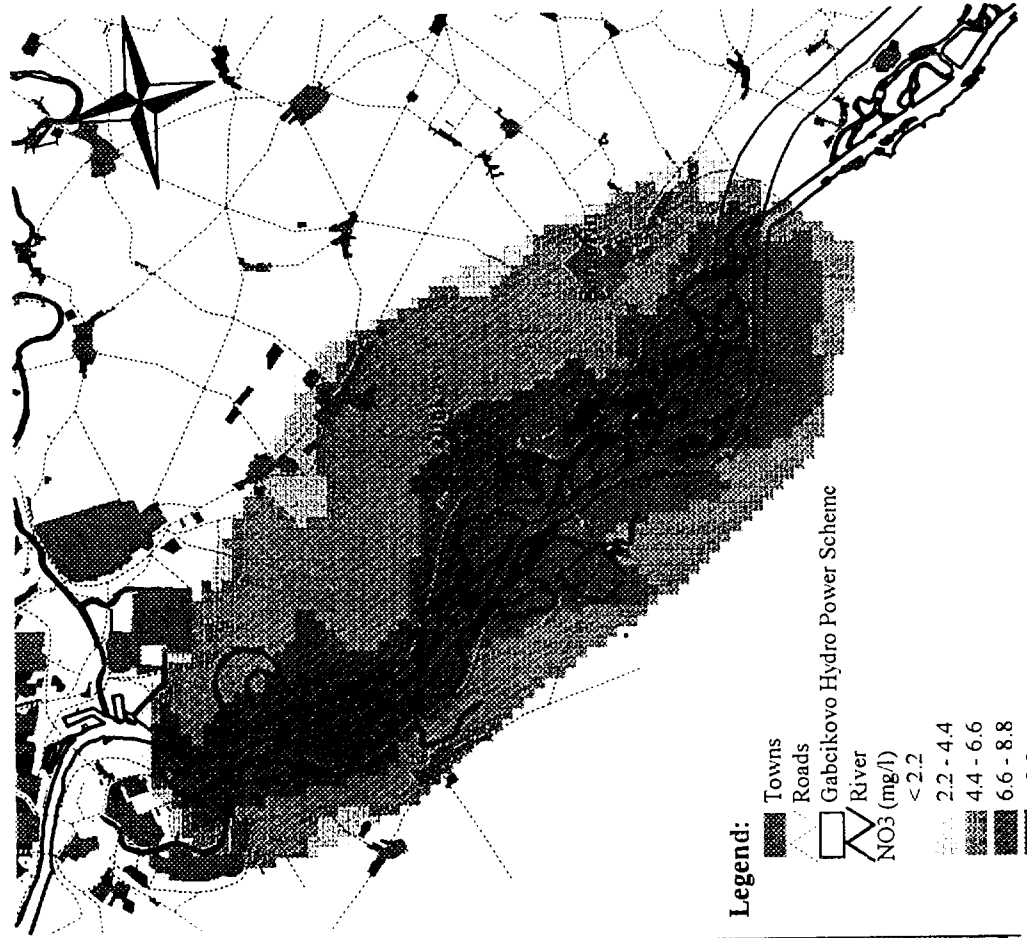 Legend:
Towns
Roads
Gabcikovo Hydro Power Scheme
River
NO3 (mg/l)
< 2.2
2.2 - 4.4
4.4 - 6.6
6.6 - 8.8